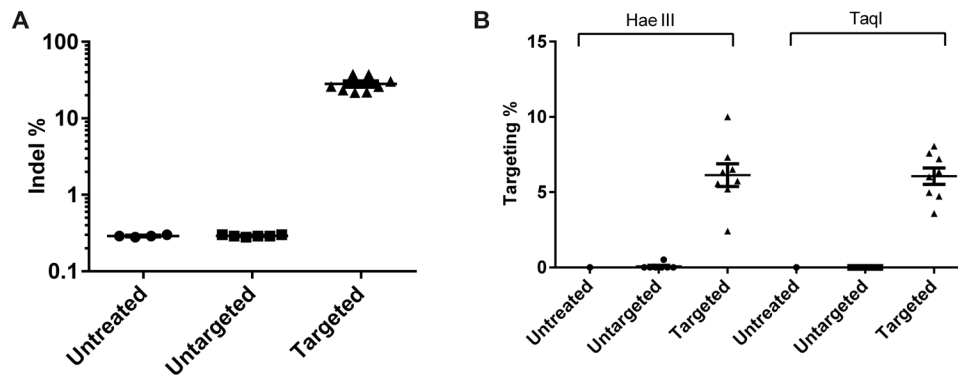 A
Indel %
100
10
1
0.1
Untreated
Untargeted
Targeted
B
Hae III
TaqI
Targeting %
15
10
5
0
Untreated
Untargeted
Targeted
Untreated
Untargeted
Targeted